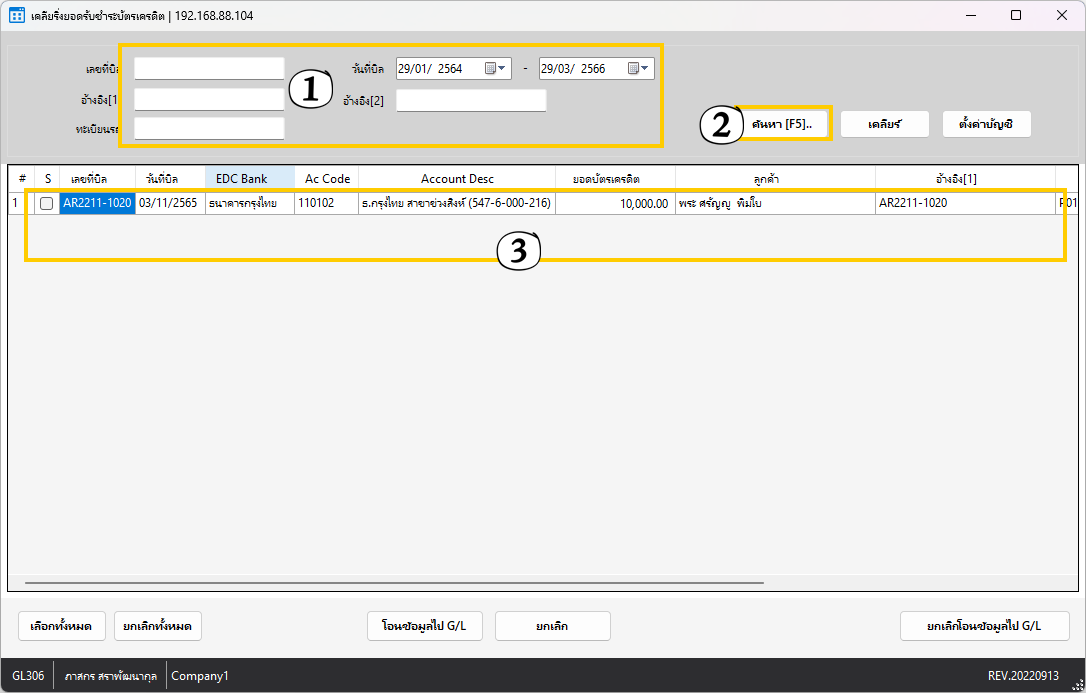 เคลียริ่งยอดรับชำระบัตรเครดิต | 192.168.88.104
เลขที่บิล วันที่บิล 29/01/ 2564 - 29/03/ 2566
1
อ้างอิง[1 อ้างอิง[2]
ทะเบียนรถ
2 ค้นหา [F5].. เคลียร์ ตั้งค่าบัญชี
# S เลขที่บิล วันที่บิล EDC Bank Ac Code Account Desc ยอดบัตรเครดิต ลูกค้า อ้างอิง[1]
1 AR2211-1020 03/11/2565 ธนาคารกรุงไทย 110102 ธ.กรุงไทย สาขาช่วงสิงห์ (547-6-000-216) 10,000.00 พระ ศรัญญู พิมโบ AR2211-1020
3
เลือกทั้งหมด ยกเลิกทั้งหมด โอนข้อมูลไป G/L ยกเลิก ยกเลิกโอนข้อมูลไป G/L
GL306 ภาสกร สราพัฒนากุล Company1 REV.20220913